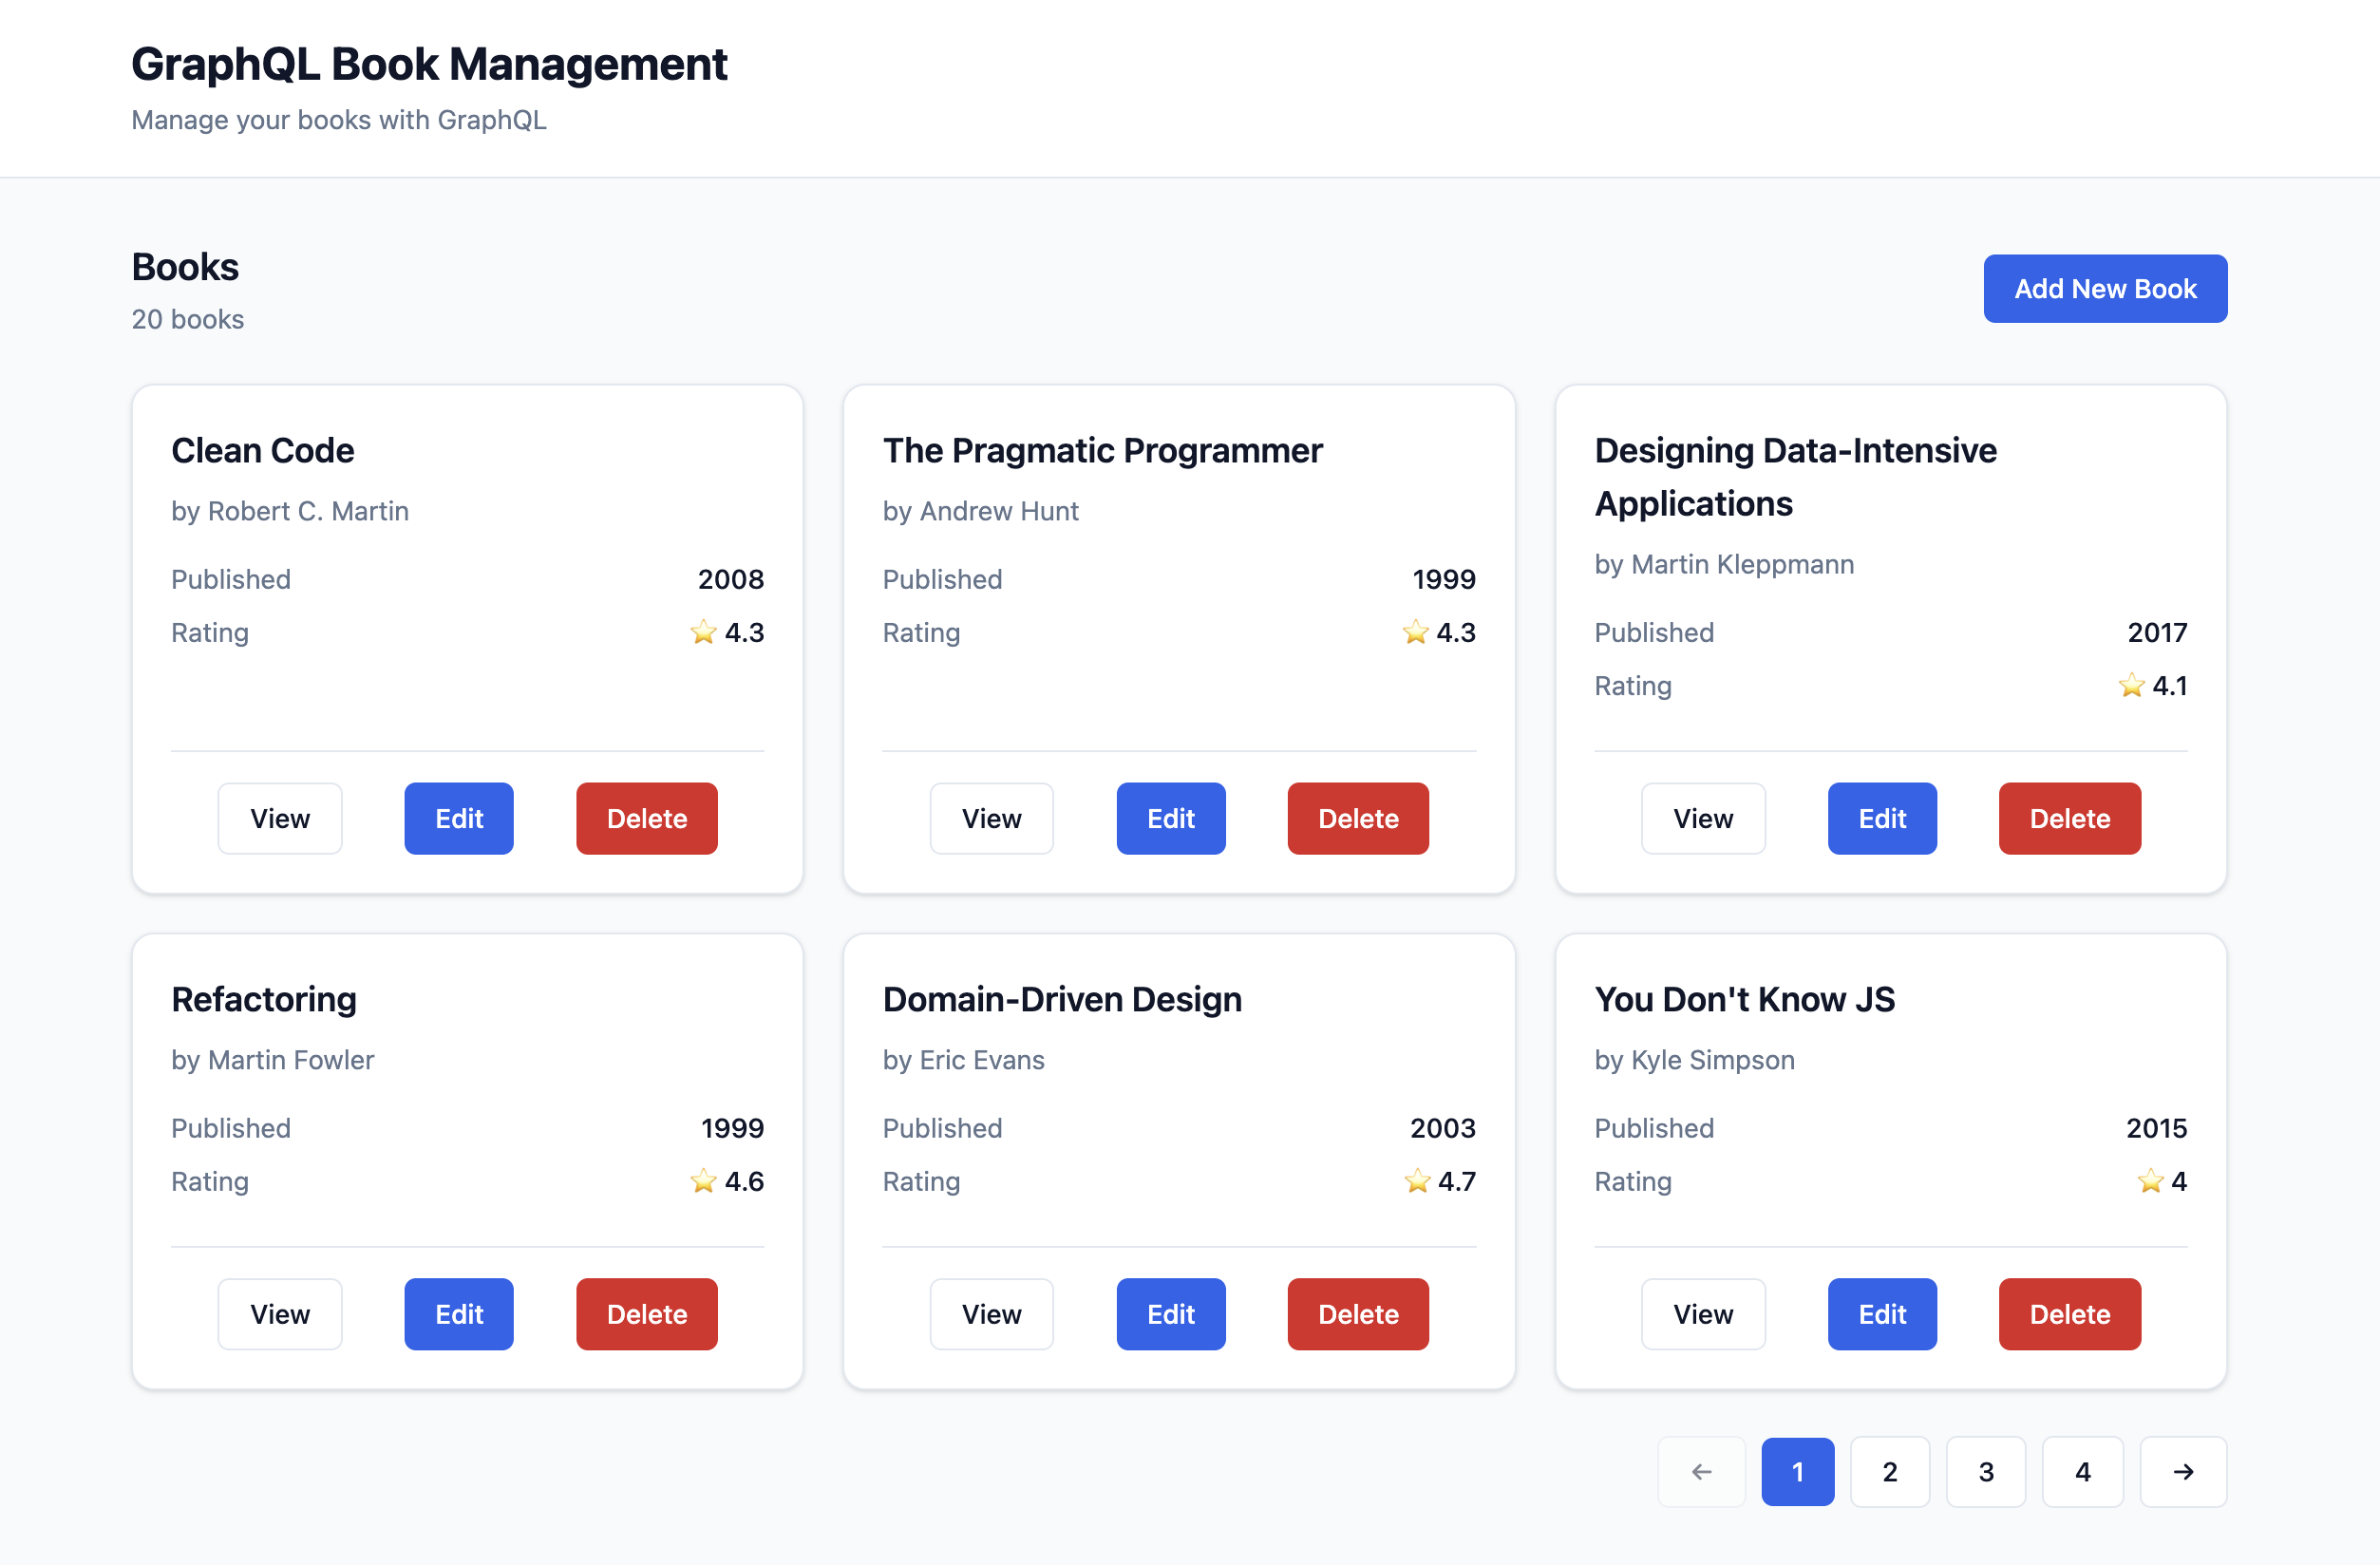 GraphQL Book Management
Manage your books with GraphQL
Books
20 books
Add New Book
Clean Code
by Robert C. Martin
Published 2008
Rating ⭐ 4.3
View Edit Delete
The Pragmatic Programmer
by Andrew Hunt
Published 1999
Rating ⭐ 4.3
View Edit Delete
Designing Data-Intensive
Applications
by Martin Kleppmann
Published 2017
Rating ⭐ 4.1
View Edit Delete
Refactoring
by Martin Fowler
Published 1999
Rating ⭐ 4.6
View Edit Delete
Domain-Driven Design
by Eric Evans
Published 2003
Rating ⭐ 4.7
View Edit Delete
You Don't Know JS
by Kyle Simpson
Published 2015
Rating ⭐ 4
View Edit Delete
← 1 2 3 4 →